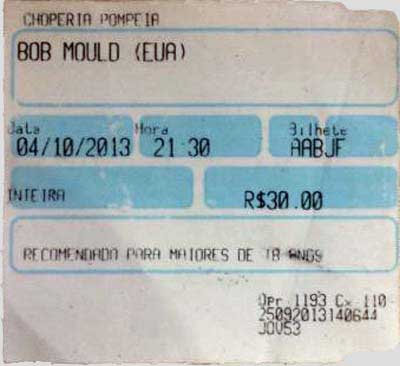 CHOPERIA POMPEIA
BOB MOULD (EUA)
Data Hora Bilhete
04/10/2013 21:30 AABJF
INTEIRA R$30.00
RECOMENDADA PARA MAIORES DE 18 ANOS
Opr 1193 Cx 110
25092013140644
JOV53